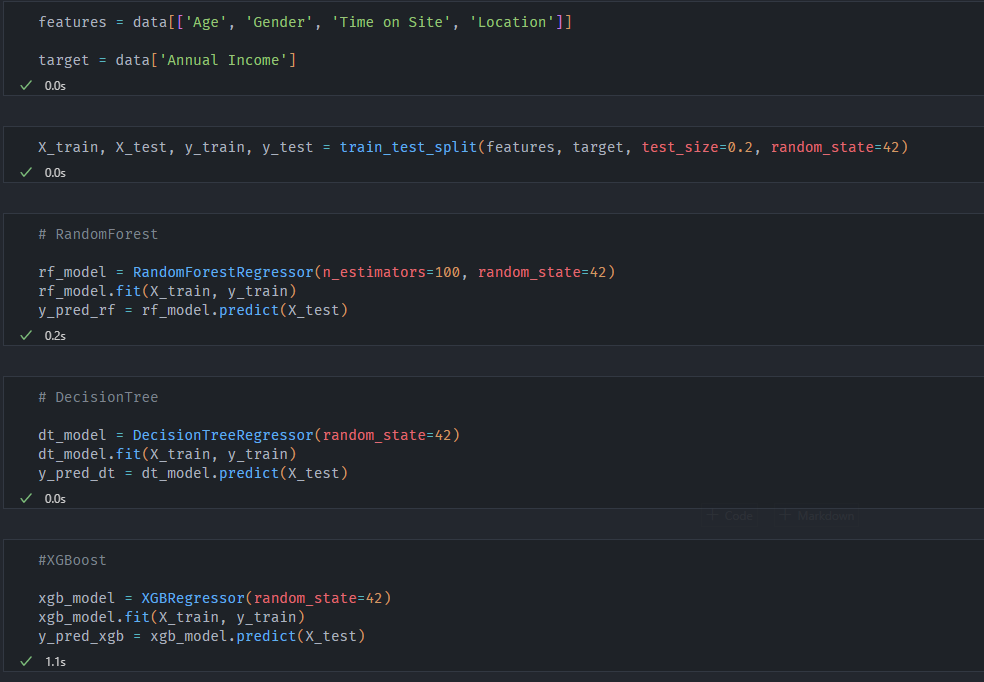 features = data[['Age', 'Gender', 'Time on Site', 'Location']]
target = data['Annual Income']
0.0s
X_train, X_test, y_train, y_test = train_test_split(features, target, test_size=0.2, random_state=42)
0.0s
# RandomForest
rf_model = RandomForestRegressor(n_estimators=100, random_state=42)
rf_model.fit(X_train, y_train)
y_pred_rf = rf_model.predict(X_test)
0.2s
# DecisionTree
dt_model = DecisionTreeRegressor(random_state=42)
dt_model.fit(X_train, y_train)
y_pred_dt = dt_model.predict(X_test)
0.0s
+ Code + Markdown
#XGBoost
xgb_model = XGBRegressor(random_state=42)
xgb_model.fit(X_train, y_train)
y_pred_xgb = xgb_model.predict(X_test)
1.1s